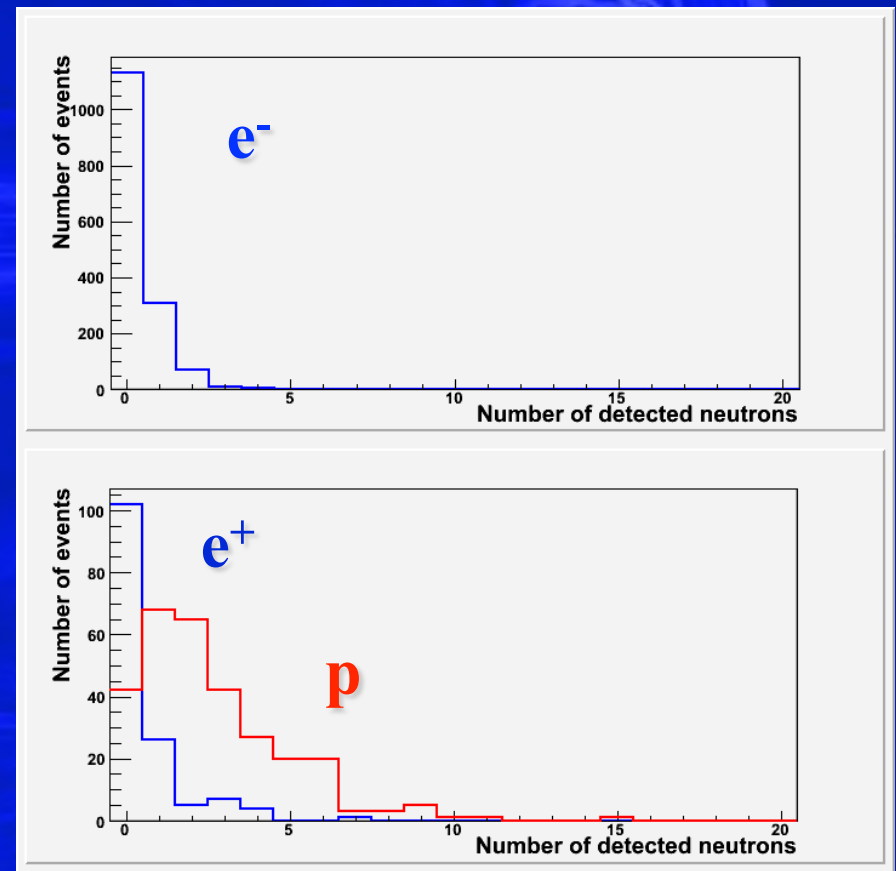 Number of events
1000
800
600
400
200
0
e-
0 5 10 15 20
Number of detected neutrons
Number of events
100
80
60
40
20
0
e+
p
0 5 10 15 20
Number of detected neutrons